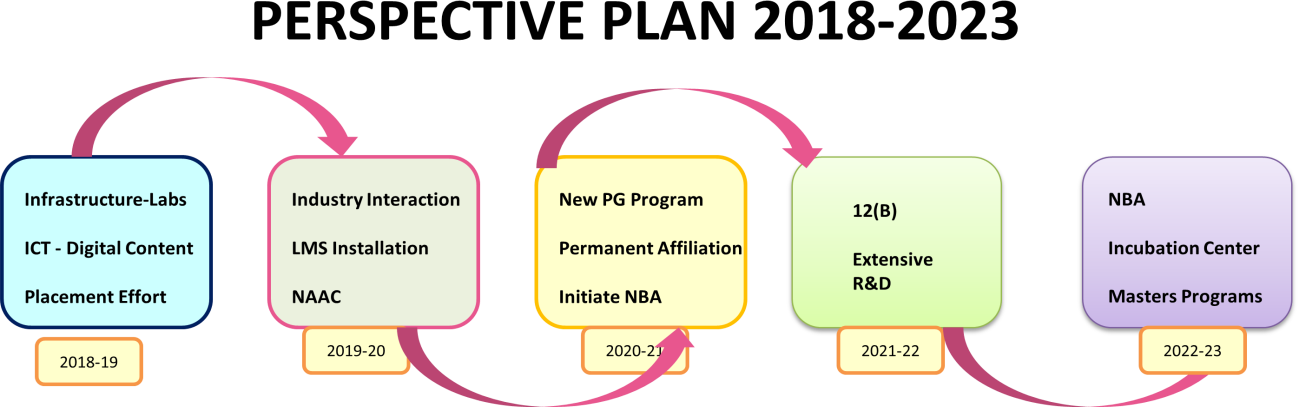 PERSPECTIVE PLAN 2018-2023
Infrastructure-Labs
ICT - Digital Content
Placement Effort
2018-19
Industry Interaction
LMS Installation
NAAC
2019-20
New PG Program
Permanent Affiliation
Initiate NBA
2020-21
12(B)
Extensive
R&D
2021-22
NBA
Incubation Center
Masters Programs
2022-23